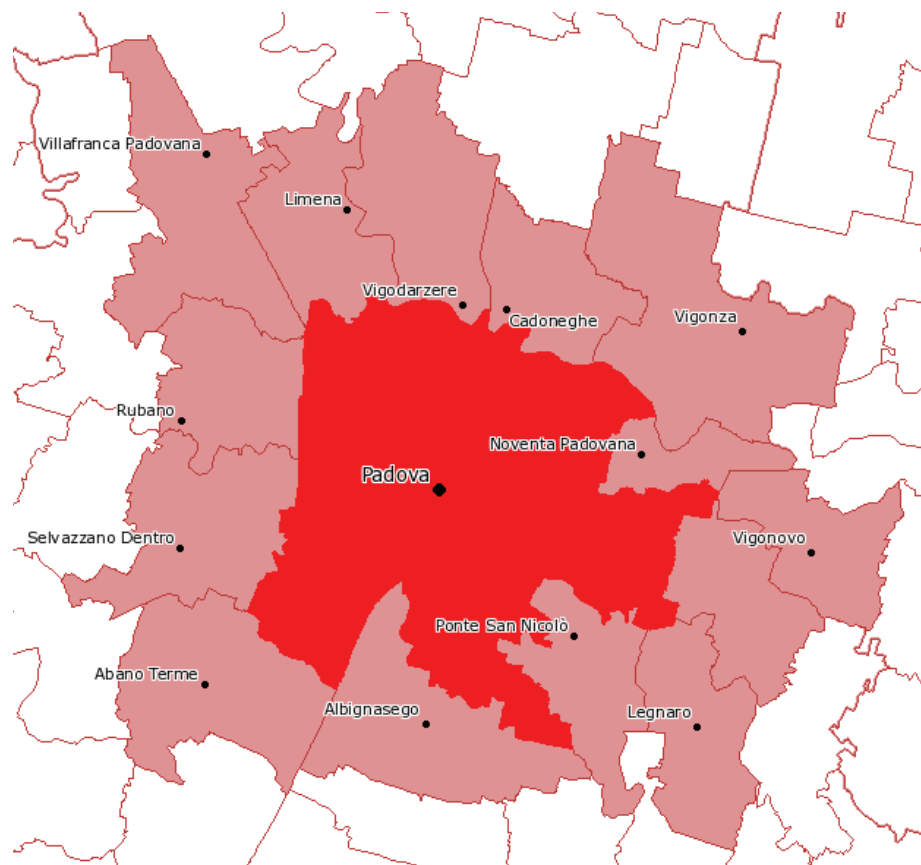 Villafranca Padovana
Limena
Vigodarzere
Cadoneghe
Vigonza
Rubano
Noventa Padovana
Padova
Selvazzano Dentro
Vigonovo
Ponte San Nicolò
Abano Terme
Albignasego
Legnaro